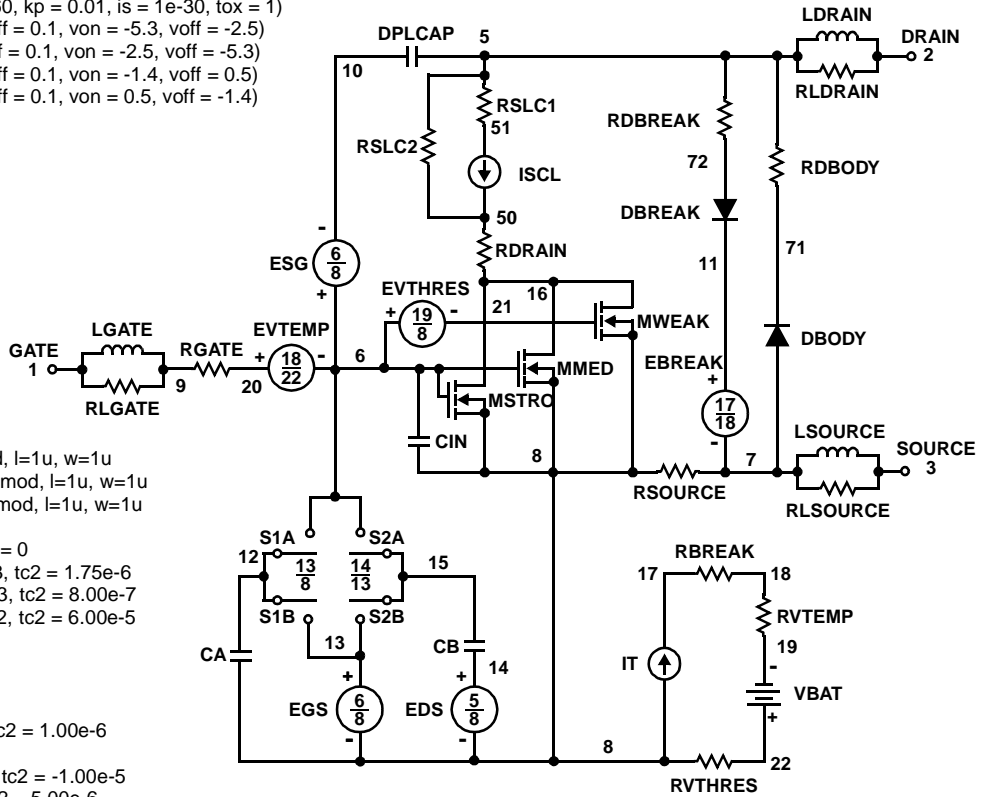 60, kp = 0.01, is = 1e-30, tox = 1)
ff = 0.1, von = -5.3, voff = -2.5)
f = 0.1, von = -2.5, voff = -5.3)
ff = 0.1, von = -1.4, voff = 0.5)
ff = 0.1, von = 0.5, voff = -1.4)
LDRAIN
DPLCAP
5
DRAIN
10
2
RLDRAIN
RSLC1
RDBREAK
51
RSLC2
72
ISCL
RDBODY
DBREAK
50
RDRAIN
71
ESG
6
8
11
EVTHRES
16
21
19
8
MWEAK
LGATE
EVTEMP
DBODY
GATE
RGATE
18
22
6
MMED
EBREAK
1
9
20
MSTRO
17
18
RLGATE
LSOURCE
CIN
SOURCE
8
7
3
RSOURCE
RLSOURCE
d, l=1u, w=1u
mod, l=1u, w=1u
mod, l=1u, w=1u
= 0
3, tc2 = 1.75e-6
3, tc2 = 8.00e-7
2, tc2 = 6.00e-5
S1A
S2A
RBREAK
12
13
8
14
13
15
17
18
S1B
S2B
RVTEMP
13
CB
19
CA
IT
14
VBAT
EGS
6
8
EDS
5
8
c2 = 1.00e-6
8
22
tc2 = -1.00e-5
RVTHRES